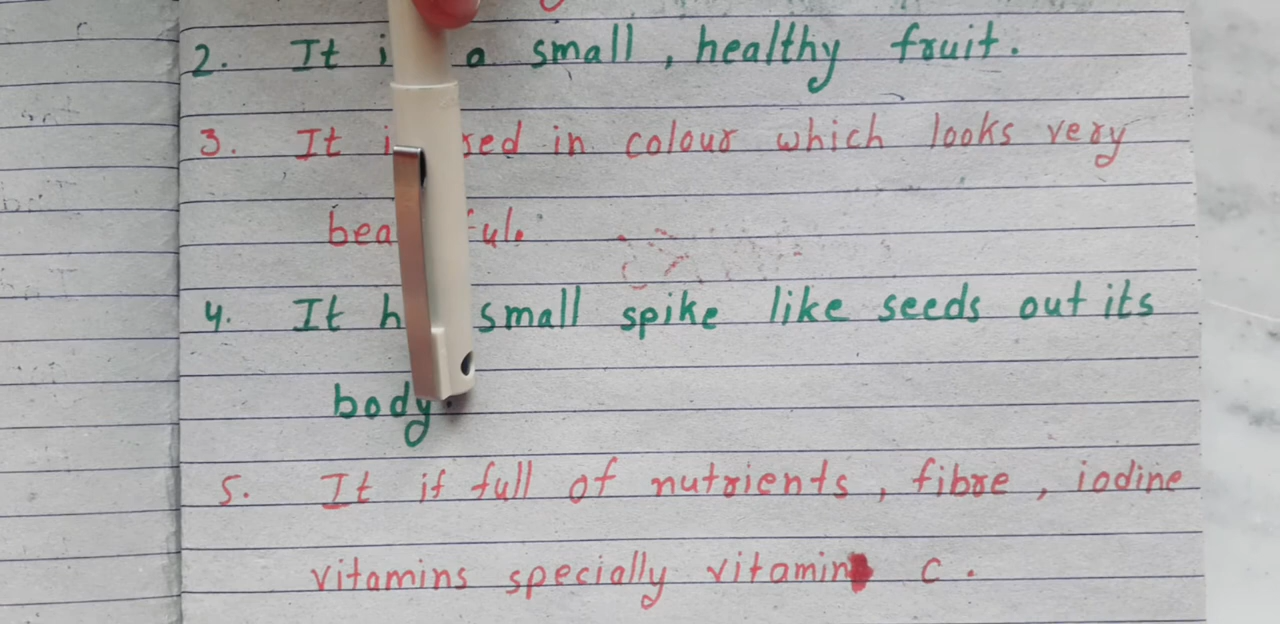 2. It i a small, healthy fruit.
3. It i red in colour which looks very
bea ful.
4. It h small spike like seeds out its
body.
5. It if full of nutrients, fibre, iodine
vitamins specially vitamin c.